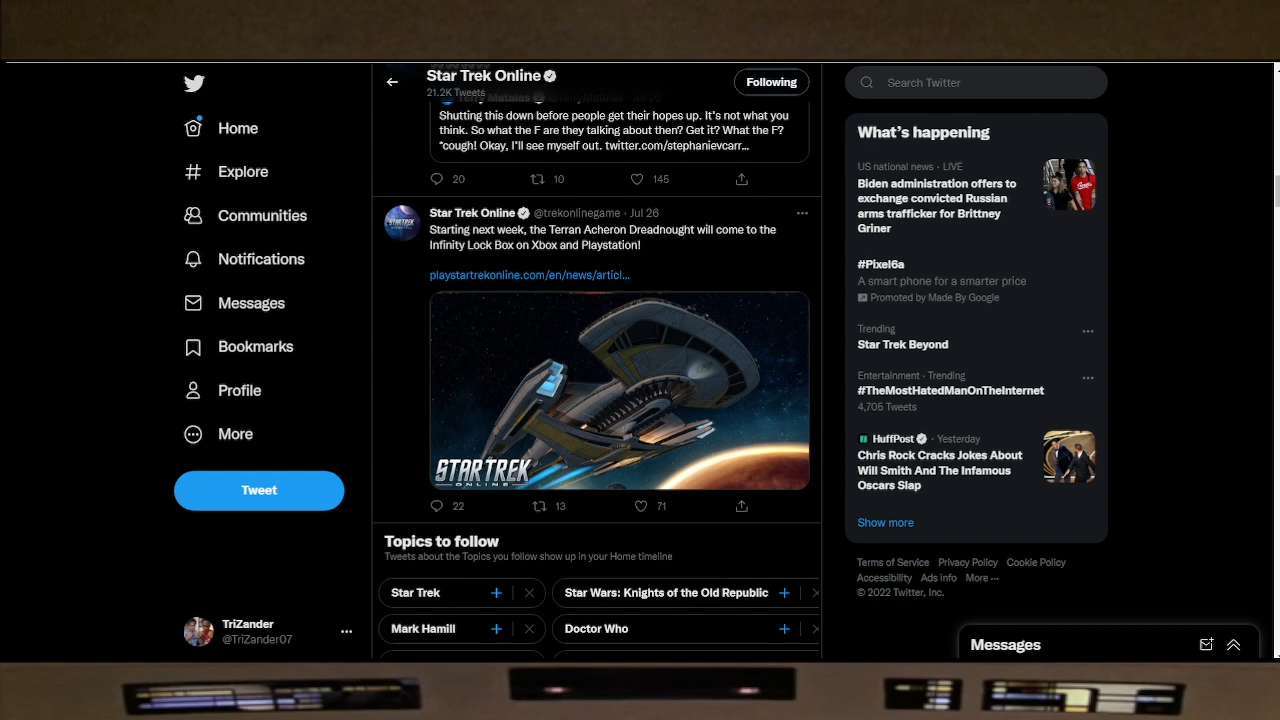 Home
Explore
Communities
Notifications
Messages
Bookmarks
Profile
More
Tweet
TriZander
@TriZander07
Star Trek Online
21.2K Tweets
Following
Shutting this down before people get their hopes up. It's not what you
think. So what the F are they talking about then? Get it? What the F?
*cough! Okay, I'll see myself out. twitter.com/stephanievcarr...
20 10 145
Star Trek Online @trekonlinegame · Jul 26
Starting next week, the Terran Acheron Dreadnought will come to the
Infinity Lock Box on Xbox and Playstation!
playstartrekonline.com/en/news/articl...
STAR TREK
ONLINE
22 13 71
Topics to follow
Tweets about the Topics you follow show up in your Home timeline
Star Trek
Star Wars: Knights of the Old Republic
Mark Hamill
Doctor Who
Search Twitter
What's happening
US national news · LIVE
Biden administration offers to
exchange convicted Russian
arms trafficker for Brittney
Griner
#Pixel6a
A smart phone for a smarter price
Promoted by Made By Google
Trending
Star Trek Beyond
Entertainment · Trending
#TheMostHatedManOnTheInternet
4,705 Tweets
HuffPost · Yesterday
Chris Rock Cracks Jokes About
Will Smith And The Infamous
Oscars Slap
Show more
Terms of Service Privacy Policy Cookie Policy
Accessibility Ads info More ···
© 2022 Twitter, Inc.
Messages